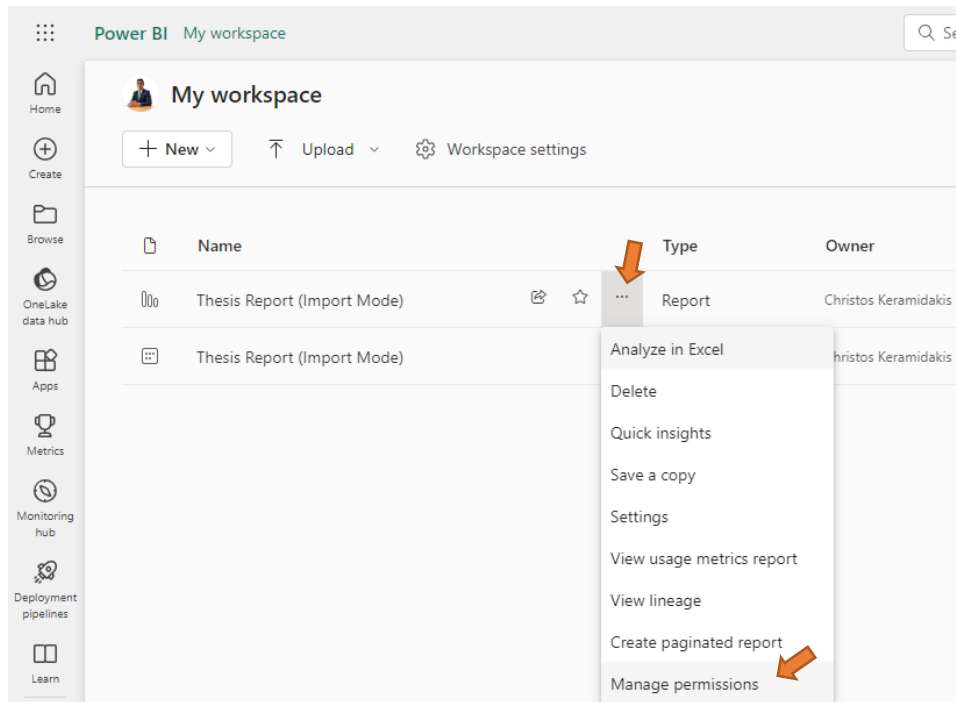 Power BI My workspace
Se
Home
Create
Browse
OneLake
data hub
Apps
Metrics
Monitoring
hub
Deployment
pipelines
Learn
My workspace
New
Upload
Workspace settings
Name Type Owner
Thesis Report (Import Mode) ... Report Christos Keramidakis
Thesis Report (Import Mode) hristos Keramidakis
Analyze in Excel
Delete
Quick insights
Save a copy
Settings
View usage metrics report
View lineage
Create paginated report
Manage permissions